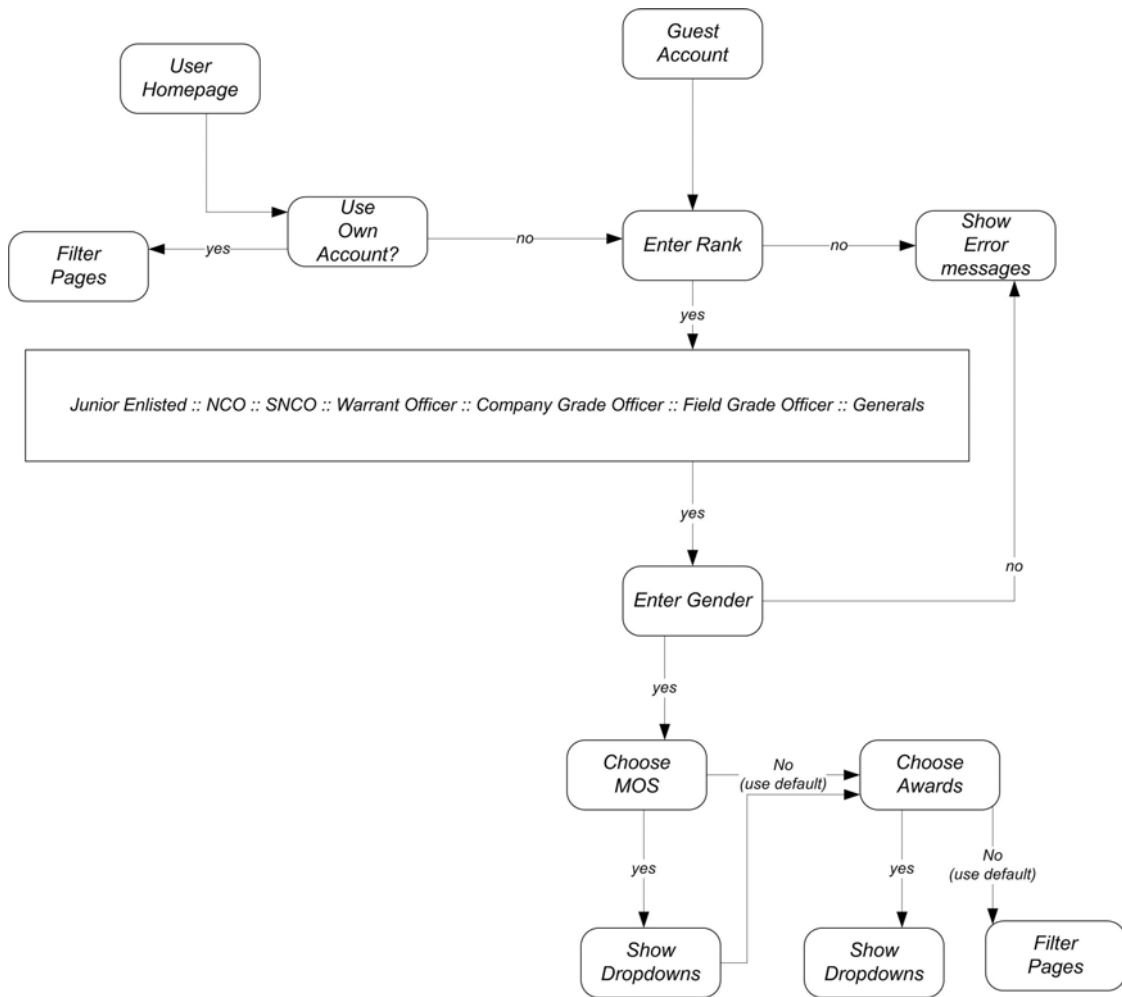 Guest
Account
User
Homepage
Use
Own
Account?
Enter Rank
Show
Error
messages
Filter
Pages
yes
no
no
yes
Junior Enlisted :: NCO :: SNCO :: Warrant Officer :: Company Grade Officer :: Field Grade Officer :: Generals
yes
no
Enter Gender
yes
Choose
MOS
No
(use default)
Choose
Awards
yes
yes
No
(use default)
Show
Dropdowns
Show
Dropdowns
Filter
Pages